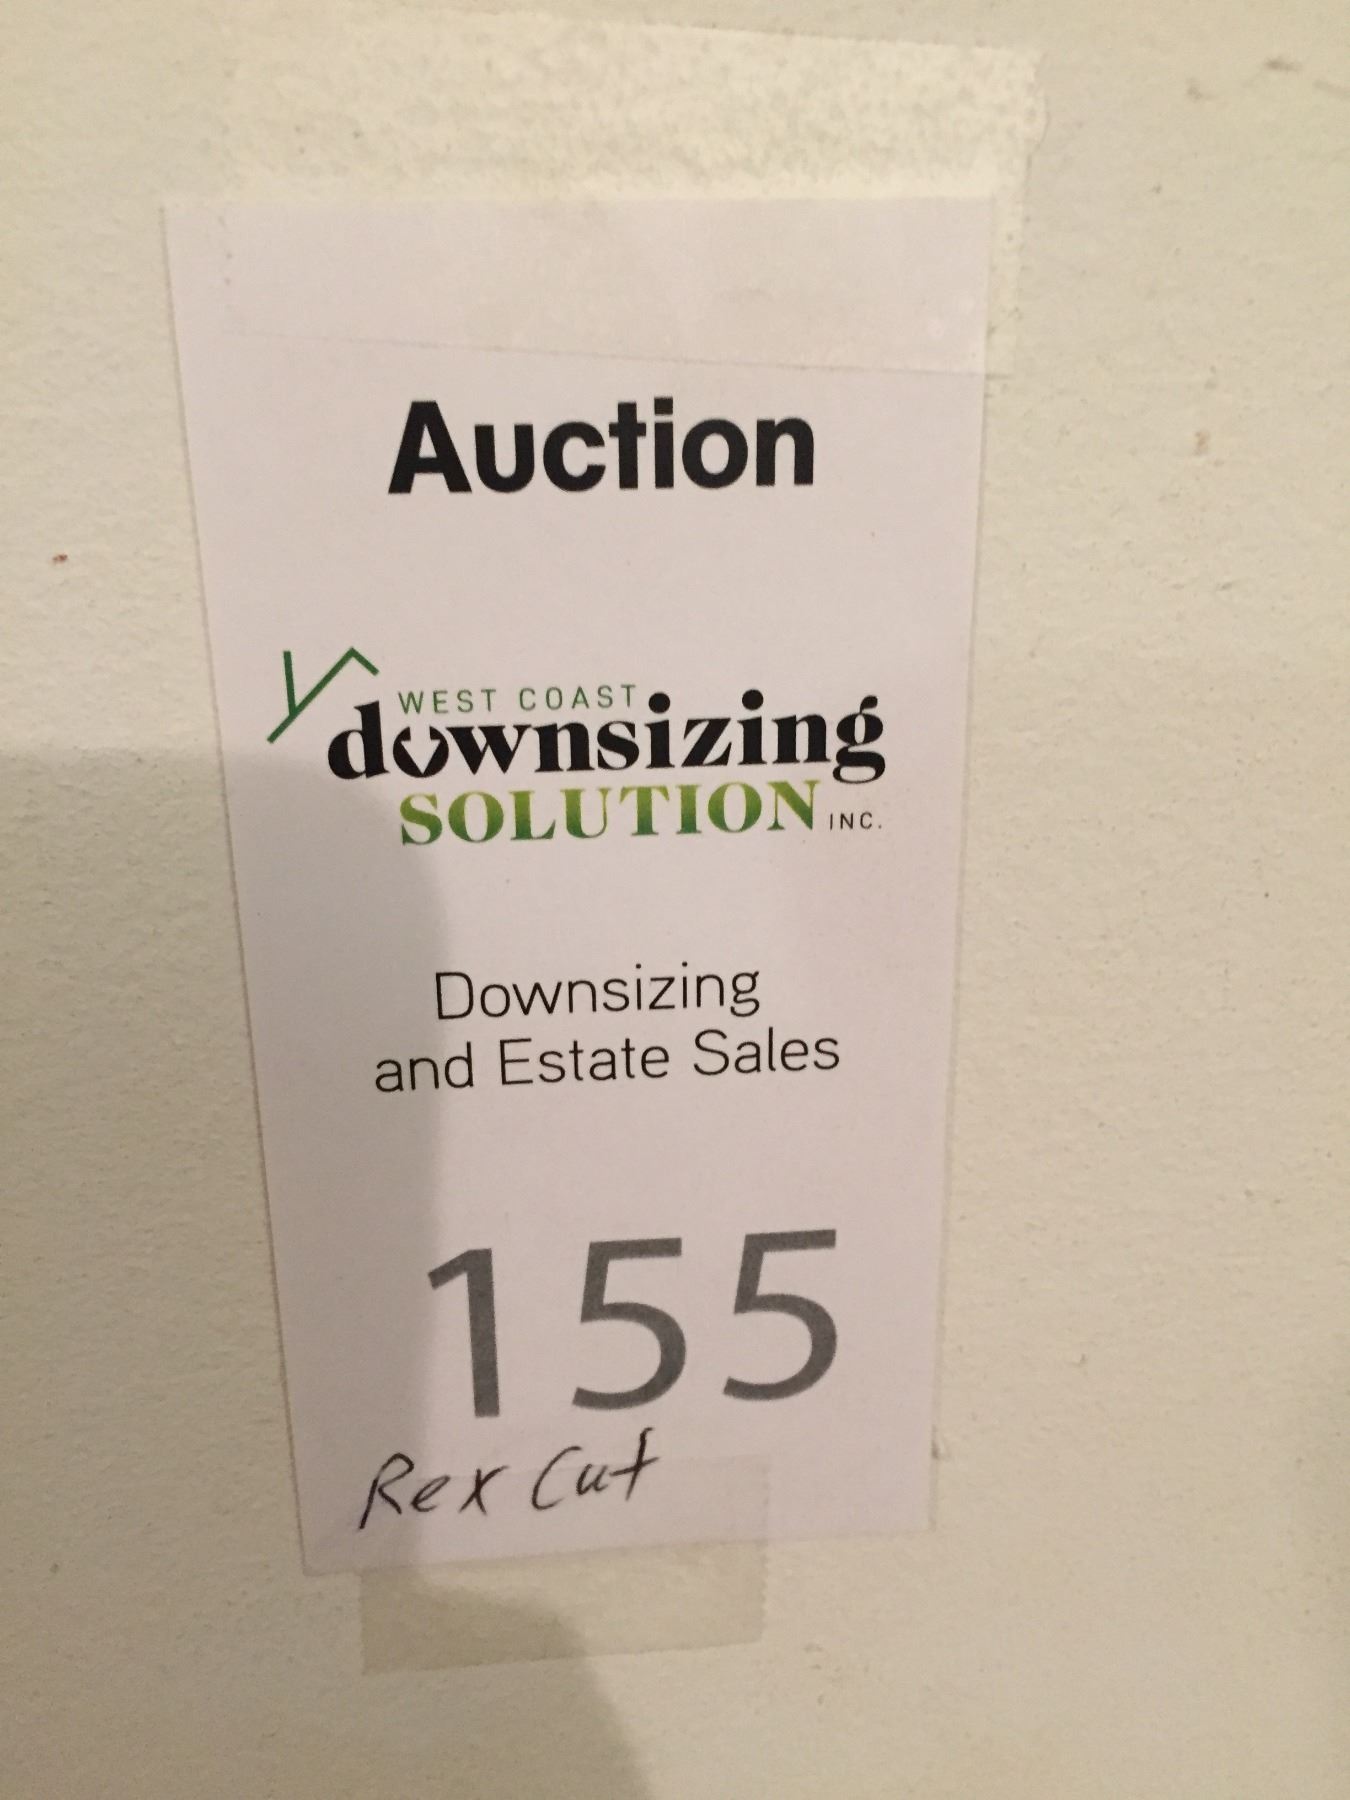 Auction
WEST COAST
downsizing
SOLUTION INC.
Downsizing
and Estate Sales
155
Rex Cut